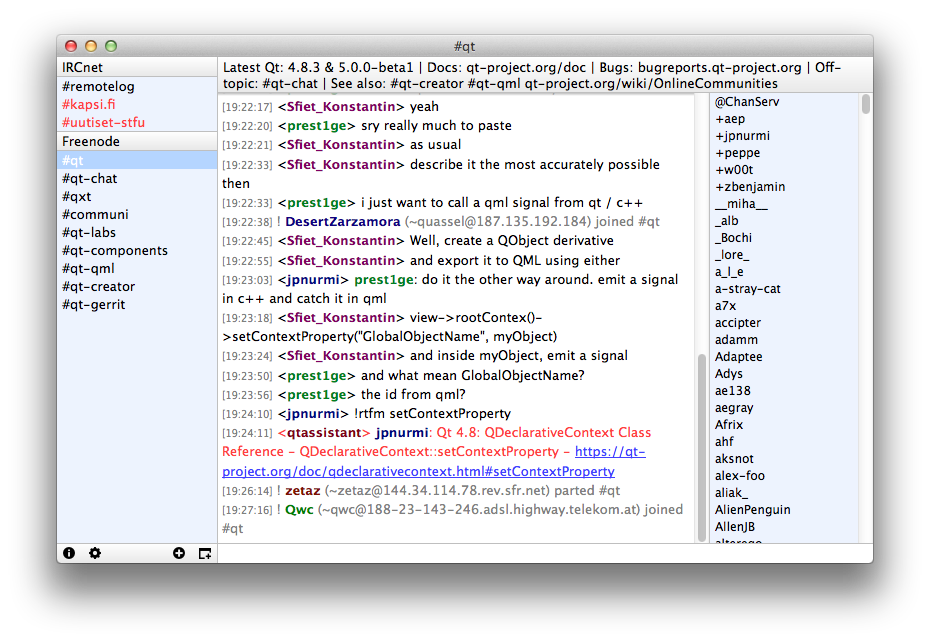 #qt
IRCnet
#remotelog
#kapsi.fi
#uutiset-stfu
Freenode
#qt
#qt-chat
#qxt
#communi
#qt-labs
#qt-components
#qt-qml
#qt-creator
#qt-gerrit
Latest Qt: 4.8.3 & 5.0.0-beta1 | Docs: qt-project.org/doc | Bugs: bugreports.qt-project.org | Off-
topic: #qt-chat | See also: #qt-creator #qt-qml qt-project.org/wiki/OnlineCommunities
[19:22:17] <Sfiet_Konstantin> yeah
[19:22:20] <prest1ge> sry really much to paste
[19:22:21] <Sfiet_Konstantin> as usual
[19:22:33] <Sfiet_Konstantin> describe it the most accurately possible
then
[19:22:33] <prest1ge> i just want to call a qml signal from qt / c++
[19:22:38] ! DesertZarzamora (~quassel@187.135.192.184) joined #qt
[19:22:45] <Sfiet_Konstantin> Well, create a QObject derivative
[19:22:55] <Sfiet_Konstantin> and export it to QML using either
[19:23:03] <jpnurmi> prest1ge: do it the other way around. emit a signal
in c++ and catch it in qml
[19:23:18] <Sfiet_Konstantin> view->rootContex()-
>setContextProperty("GlobalObjectName", myObject)
[19:23:24] <Sfiet_Konstantin> and inside myObject, emit a signal
[19:23:50] <prest1ge> and what mean GlobalObjectName?
[19:23:56] <prest1ge> the id from qml?
[19:24:10] <jpnurmi> !rtfm setContextProperty
[19:24:11] <qtassistant> jpnurmi: Qt 4.8: QDeclarativeContext Class
Reference - QDeclarativeContext::setContextProperty - https://qt-
project.org/doc/qdeclarativecontext.html#setContextProperty
[19:26:14] ! zetaz (~zetaz@144.34.114.78.rev.sfr.net) parted #qt
[19:27:16] ! Qwc (~qwc@188-23-143-246.adsl.highway.telekom.at) joined
#qt
@ChanServ
+aep
+jpnurmi
+peppe
+w00t
+zbenjamin
__miha__
_alb
_Bochi
_lore_
a_l_e
a-stray-cat
a7x
accipter
adamm
Adaptee
Adys
ae138
aegray
Afrix
ahf
aksnot
alex-foo
aliak_
AlienPenguin
AllenJB